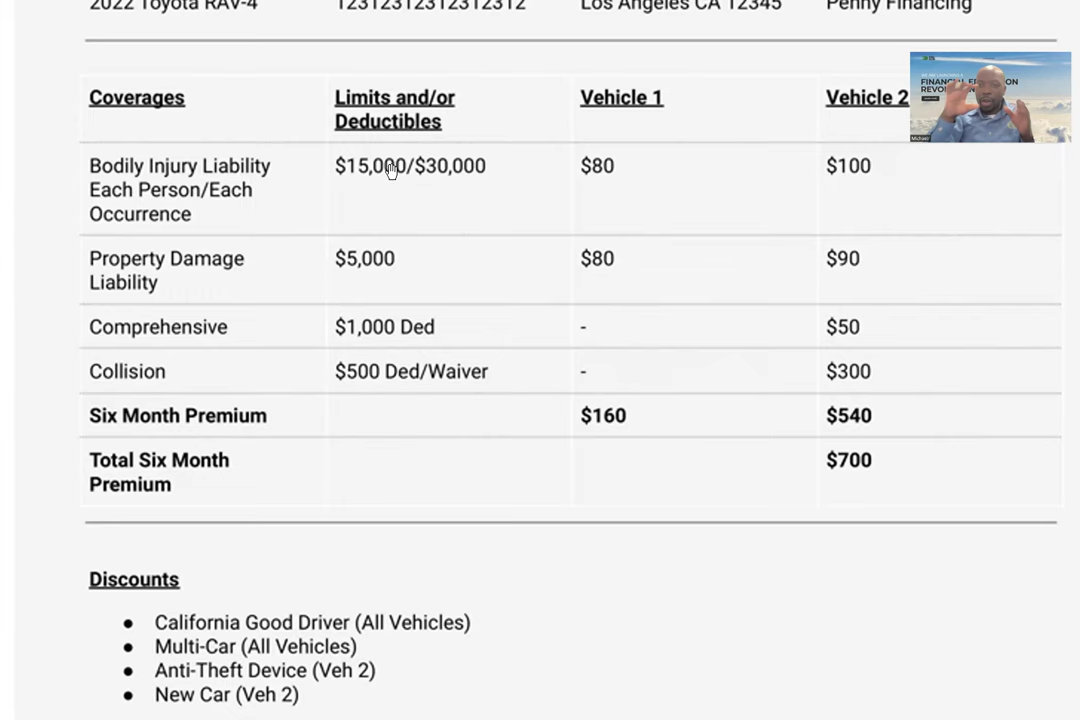 2022 Toyota RAV-4 12312312312312312 Los Angeles CA 12345 Penny Financing
Coverages Limits and/or Deductibles Vehicle 1 Vehicle 2
Bodily Injury Liability Each Person/Each Occurrence $15,000/$30,000 $80 $100
Property Damage Liability $5,000 $80 $90
Comprehensive $1,000 Ded - $50
Collision $500 Ded/Waiver - $300
Six Month Premium $160 $540
Total Six Month Premium $700
Discounts
● California Good Driver (All Vehicles)
● Multi-Car (All Vehicles)
● Anti-Theft Device (Veh 2)
● New Car (Veh 2)